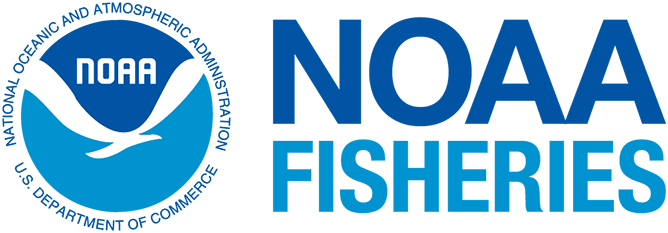 NATIONAL OCEANIC AND ATMOSPHERIC ADMINISTRATION
NOAA
U.S. DEPARTMENT OF COMMERCE
NOAA
FISHERIES